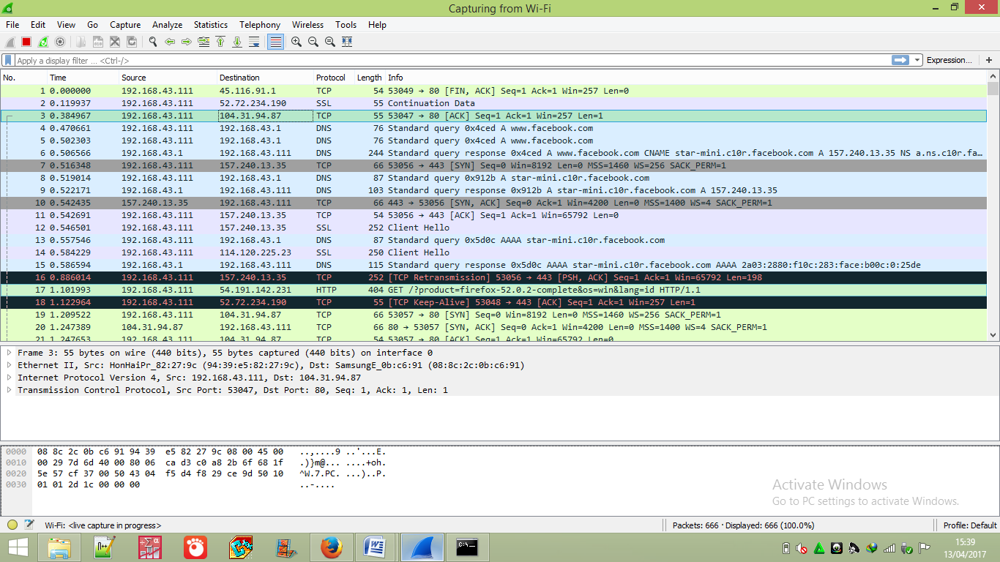 Capturing from Wi-Fi
File Edit View Go Capture Analyze Statistics Telephony Wireless Tools Help
Apply a display filter ... <Ctrl-/> Expression... +
No. Time Source Destination Protocol Length Info
1 0.000000 192.168.43.111 45.116.91.1 TCP 54 53049 → 80 [FIN, ACK] Seq=1 Ack=1 Win=257 Len=0
2 0.119937 192.168.43.111 52.72.234.190 SSL 55 Continuation Data
3 0.384967 192.168.43.111 104.31.94.87 TCP 55 53047 → 80 [ACK] Seq=1 Ack=1 Win=257 Len=1
4 0.470661 192.168.43.111 192.168.43.1 DNS 76 Standard query 0x4ced A www.facebook.com
5 0.502303 192.168.43.111 192.168.43.1 DNS 76 Standard query 0x4ced A www.facebook.com
6 0.506566 192.168.43.1 192.168.43.111 DNS 244 Standard query response 0x4ced A www.facebook.com CNAME star-mini.c10r.facebook.com A 157.240.13.35 NS a.ns.c10r.fa...
7 0.516348 192.168.43.111 157.240.13.35 TCP 66 53056 → 443 [SYN] Seq=0 Win=8192 Len=0 MSS=1460 WS=256 SACK_PERM=1
8 0.519014 192.168.43.111 192.168.43.1 DNS 87 Standard query 0x912b A star-mini.c10r.facebook.com
9 0.522171 192.168.43.1 192.168.43.111 DNS 103 Standard query response 0x912b A star-mini.c10r.facebook.com A 157.240.13.35
10 0.542435 157.240.13.35 192.168.43.111 TCP 66 443 → 53056 [SYN, ACK] Seq=0 Ack=1 Win=4200 Len=0 MSS=1400 WS=4 SACK_PERM=1
11 0.542691 192.168.43.111 157.240.13.35 TCP 54 53056 → 443 [ACK] Seq=1 Ack=1 Win=65792 Len=0
12 0.546501 192.168.43.111 157.240.13.35 SSL 252 Client Hello
13 0.557546 192.168.43.111 192.168.43.1 DNS 87 Standard query 0x5d0c AAAA star-mini.c10r.facebook.com
14 0.584229 192.168.43.111 114.120.225.23 SSL 250 Client Hello
15 0.586594 192.168.43.1 192.168.43.111 DNS 115 Standard query response 0x5d0c AAAA star-mini.c10r.facebook.com AAAA 2a03:2880:f10c:283:face:b00c:0:25de
16 0.886014 192.168.43.111 157.240.13.35 TCP 252 [TCP Retransmission] 53056 → 443 [PSH, ACK] Seq=1 Ack=1 Win=65792 Len=198
17 1.101993 192.168.43.111 54.191.142.231 HTTP 404 GET /?product=firefox-52.0.2-complete&os=win&lang=id HTTP/1.1
18 1.122964 192.168.43.111 52.72.234.190 TCP 55 [TCP Keep-Alive] 53048 → 443 [ACK] Seq=1 Ack=1 Win=257 Len=1
19 1.209522 192.168.43.111 104.31.94.87 TCP 66 53057 → 80 [SYN] Seq=0 Win=8192 Len=0 MSS=1460 WS=256 SACK_PERM=1
20 1.247389 104.31.94.87 192.168.43.111 TCP 66 80 → 53057 [SYN, ACK] Seq=0 Ack=1 Win=4200 Len=0 MSS=1400 WS=4 SACK_PERM=1
21 1.247653 192.168.43.111 104.31.94.87 TCP 54 53057 → 80 [ACK] Seq=1 Ack=1 Win=65792 Len=0
Frame 3: 55 bytes on wire (440 bits), 55 bytes captured (440 bits) on interface 0
Ethernet II, Src: HonHaiPr_82:27:9c (94:39:e5:82:27:9c), Dst: SamsungE_0b:c6:91 (08:8c:2c:0b:c6:91)
Internet Protocol Version 4, Src: 192.168.43.111, Dst: 104.31.94.87
Transmission Control Protocol, Src Port: 53047, Dst Port: 80, Seq: 1, Ack: 1, Len: 1
0000 08 8c 2c 0b c6 91 94 39 e5 82 27 9c 08 00 45 00 ..,....9 ..'...E.
0010 00 29 7d 6d 40 00 80 06 ca d3 c0 a8 2b 6f 68 1f .)}m@... ....+oh.
0020 5e 57 cf 37 00 50 43 04 f5 d4 f8 29 ce 9d 50 10 ^W.7.PC. ...)..P.
0030 01 01 2d 1c 00 00 00 ..-....
Activate Windows
Go to PC settings to activate Windows.
Wi-Fi: <live capture in progress> Packets: 666 · Displayed: 666 (100.0%) Profile: Default
15:39
13/04/2017